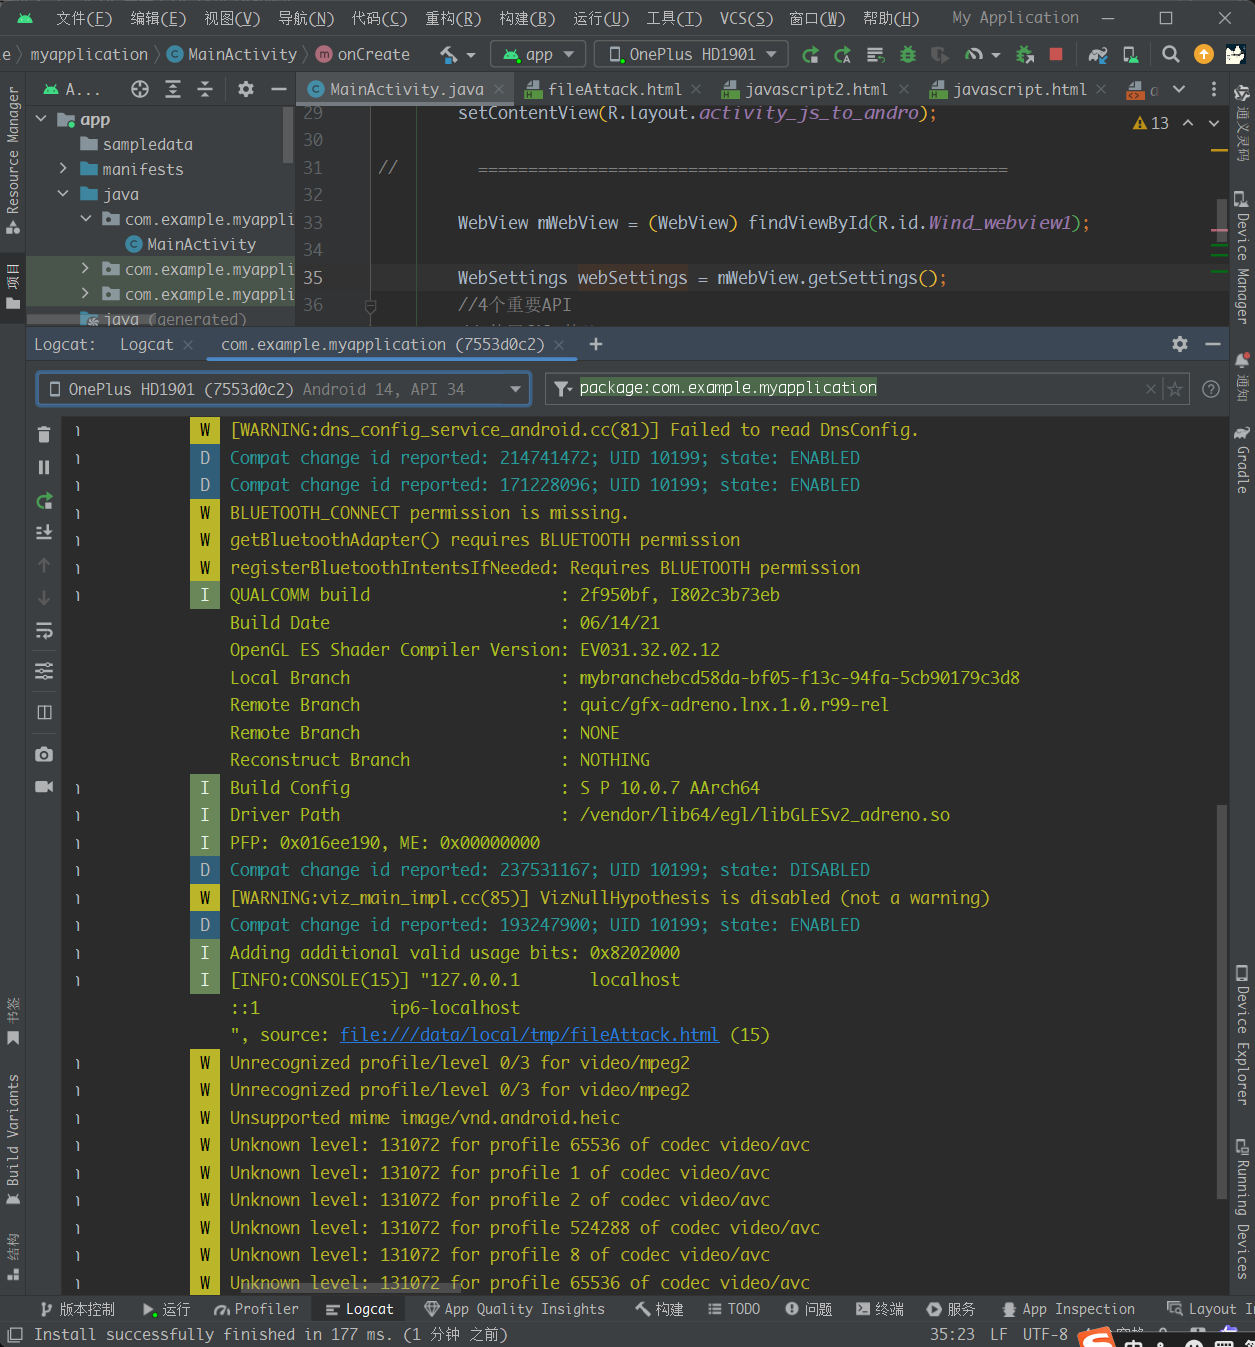 文件(F) 编辑(E) 视图(V) 导航(N) 代码(C) 重构(R) 构建(B) 运行(U) 工具(T) VCS(S) 窗口(W) 帮助(H) My Application
e myapplication MainActivity onCreate app OnePlus HD1901
A... MainActivity.java fileAttack.html javascript2.html javascript.html a
app
sampledata
manifests
java
com.example.myappli
MainActivity
com.example.myappli
com.example.myappli
java (generated)
13
29 setContentView(R.layout.activity_js_to_andro);
30
31 // =====================================================
32
33 WebView mWebView = (WebView) findViewById(R.id.Wind_webview1);
34
35 WebSettings webSettings = mWebView.getSettings();
36 //4个重要API
Resource Manager
项目
书签
Build Variants
结构
通义灵码
Device Manager
通知
Gradle
Device Explorer
Running Devices
Logcat: Logcat com.example.myapplication (7553d0c2)
OnePlus HD1901 (7553d0c2) Android 14, API 34 package:com.example.myapplication
W [WARNING:dns_config_service_android.cc(81)] Failed to read DnsConfig.
D Compat change id reported: 214741472; UID 10199; state: ENABLED
D Compat change id reported: 171228096; UID 10199; state: ENABLED
W BLUETOOTH_CONNECT permission is missing.
W getBluetoothAdapter() requires BLUETOOTH permission
W registerBluetoothIntentsIfNeeded: Requires BLUETOOTH permission
I QUALCOMM build : 2f950bf, I802c3b73eb
Build Date : 06/14/21
OpenGL ES Shader Compiler Version: EV031.32.02.12
Local Branch : mybranchebcd58da-bf05-f13c-94fa-5cb90179c3d8
Remote Branch : quic/gfx-adreno.lnx.1.0.r99-rel
Remote Branch : NONE
Reconstruct Branch : NOTHING
I Build Config : S P 10.0.7 AArch64
I Driver Path : /vendor/lib64/egl/libGLESv2_adreno.so
I PFP: 0x016ee190, ME: 0x00000000
D Compat change id reported: 237531167; UID 10199; state: DISABLED
W [WARNING:viz_main_impl.cc(85)] VizNullHypothesis is disabled (not a warning)
D Compat change id reported: 193247900; UID 10199; state: ENABLED
I Adding additional valid usage bits: 0x8202000
I [INFO:CONSOLE(15)] "127.0.0.1 localhost
::1 ip6-localhost
", source: file:///data/local/tmp/fileAttack.html (15)
W Unrecognized profile/level 0/3 for video/mpeg2
W Unrecognized profile/level 0/3 for video/mpeg2
W Unsupported mime image/vnd.android.heic
W Unknown level: 131072 for profile 65536 of codec video/avc
W Unknown level: 131072 for profile 1 of codec video/avc
W Unknown level: 131072 for profile 2 of codec video/avc
W Unknown level: 131072 for profile 524288 of codec video/avc
W Unknown level: 131072 for profile 8 of codec video/avc
W Unknown level: 131072 for profile 65536 of codec video/avc
版本控制 运行 Profiler Logcat App Quality Insights 构建 TODO 问题 终端 服务 App Inspection Layout In
Install successfully finished in 177 ms. (1 分钟 之前) 35:23 LF UTF-8